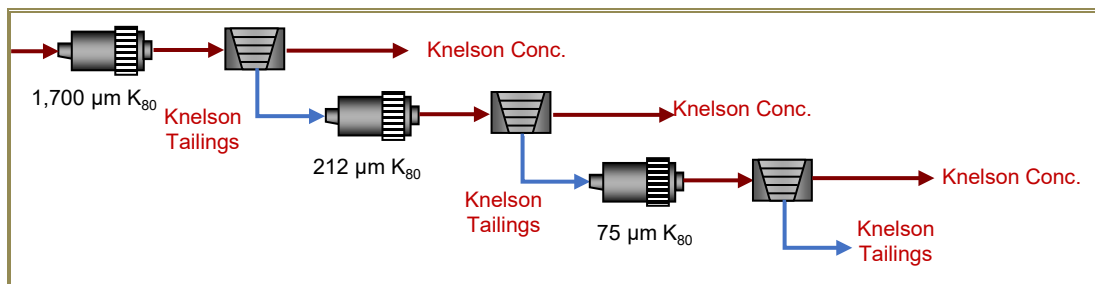 Knelson Conc.
1,700 µm K₈₀
Knelson
Tailings
Knelson Conc.
212 µm K₈₀
Knelson
Tailings
Knelson Conc.
75 µm K₈₀
Knelson
Tailings